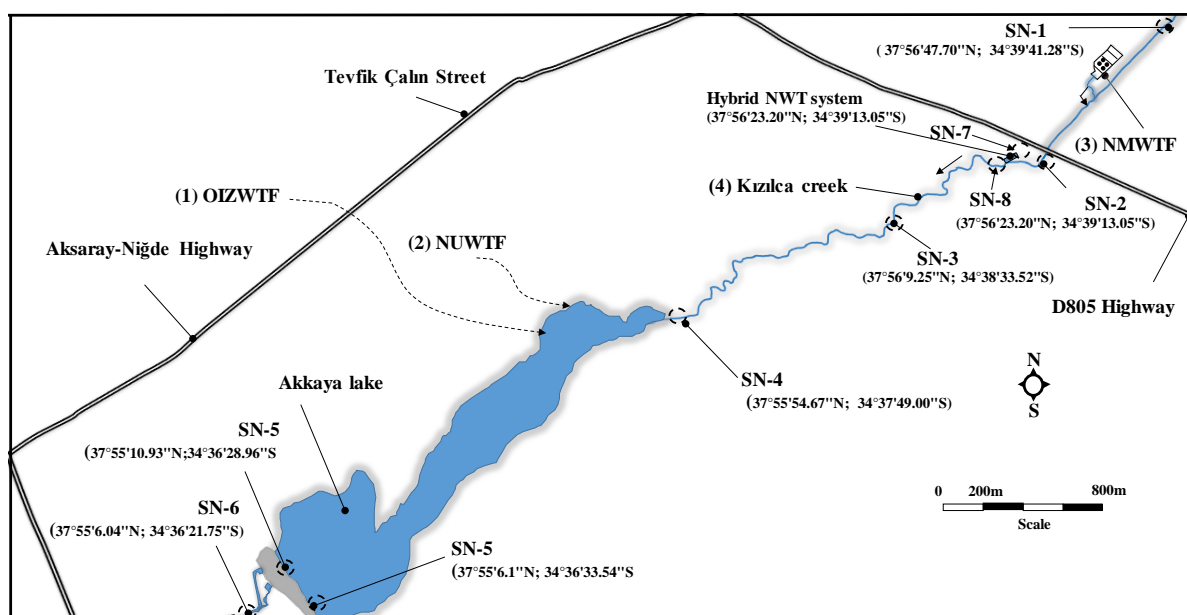 SN-1
( 37°56'47.70"N; 34°39'41.28"S)
Tevfik Çalın Street
Hybrid NWT system
(37°56'23.20"N; 34°39'13.05"S)
SN-7
(3) NMWTF
(1) OIZWTF
(4) Kızılca creek
SN-8
SN-2
(37°56'23.20"N; 34°39'13.05"S)
Aksaray-Niğde Highway
(2) NUWTF
SN-3
(37°56'9.25"N; 34°38'33.52"S)
D805 Highway
N
S
Akkaya lake
SN-4
(37°55'54.67"N; 34°37'49.00"S)
SN-5
(37°55'10.93"N;34°36'28.96"S
0 200m 800m
Scale
SN-6
(37°55'6.04"N; 34°36'21.75"S)
SN-5
(37°55'6.1"N; 34°36'33.54"S